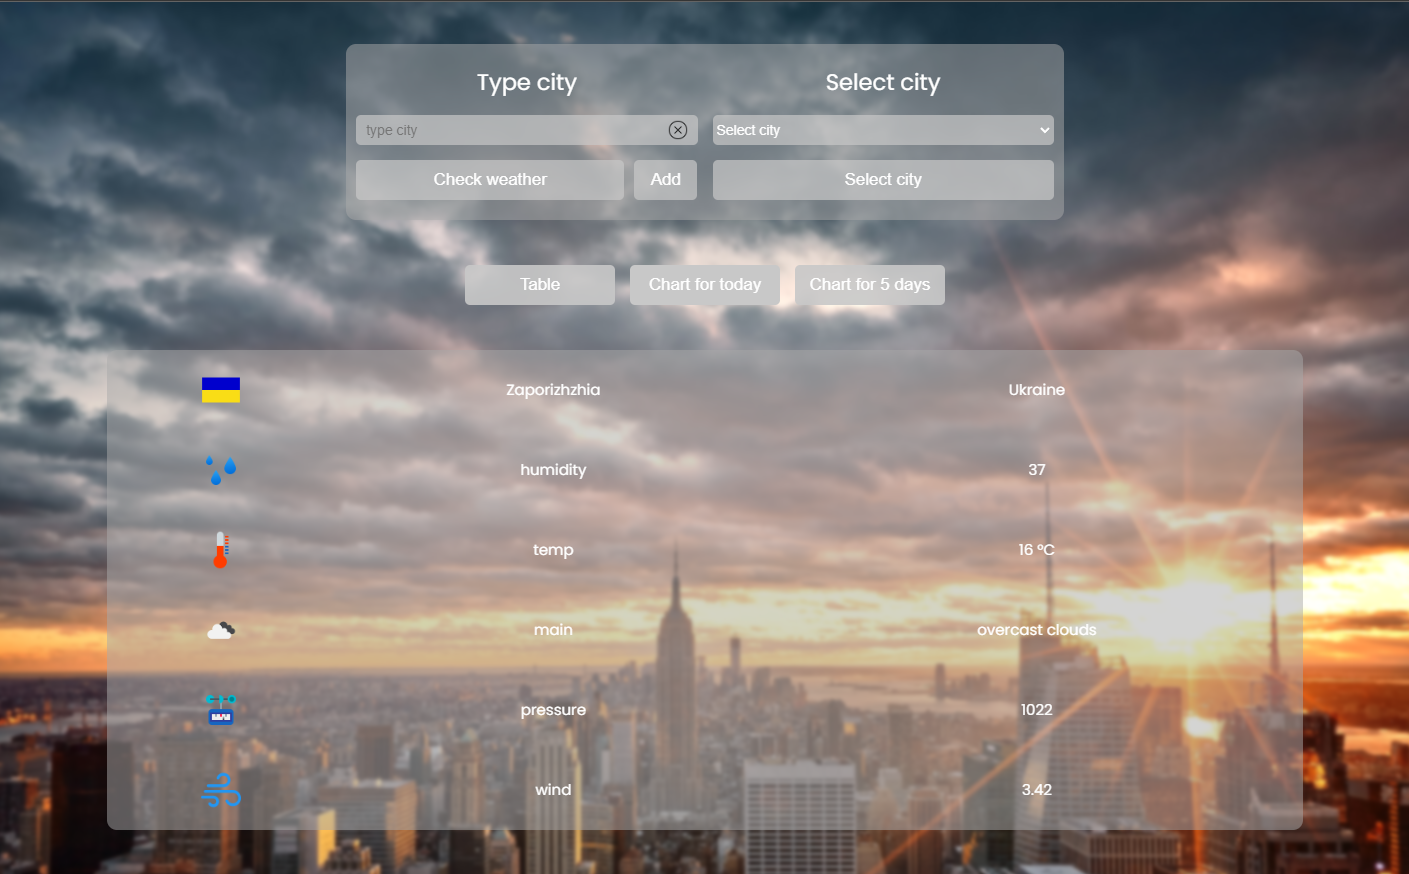 Type city
Select city
type city
Select city
Check weather
Add
Select city
Table
Chart for today
Chart for 5 days
Zaporizhzhia
Ukraine
humidity
37
temp
16 °C
main
overcast clouds
pressure
1022
wind
3.42